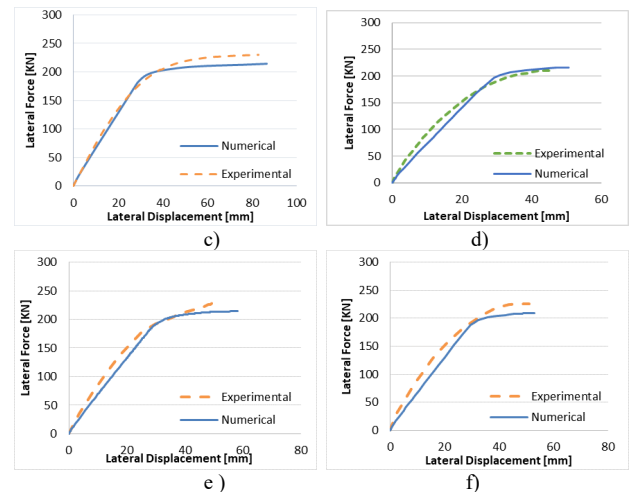 300
250
200
150
100
50
0
Lateral Force [KN]
Numerical
Experimental
0 20 40 60 80 100
Lateral Displacement [mm]
c)
300
250
200
150
100
50
0
Lateral Force [KN]
Experimental
Numerical
0 20 40 60
Lateral Displacement [mm]
d)
300
250
200
150
100
50
0
Lateral Force [KN]
Experimental
Numerical
0 20 40 60 80
Lateral Displacement [mm]
e )
300
250
200
150
100
50
0
Lateral Force [KN]
Experimental
Numerical
0 20 40 60 80
Lateral Displacement [mm]
f)